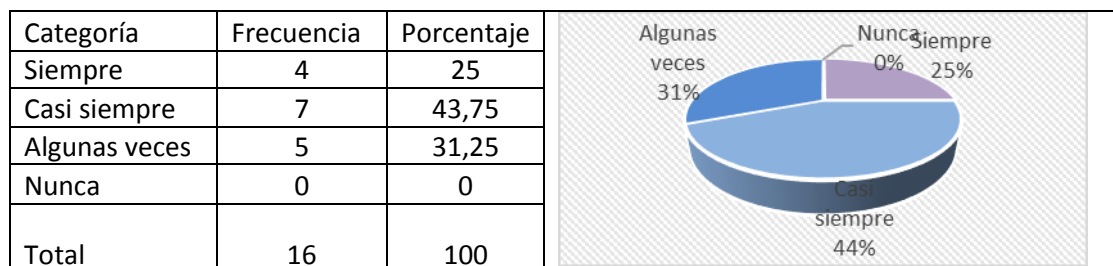 Categoría Frecuencia Porcentaje
Siempre 4 25
Casi siempre 7 43,75
Algunas veces 5 31,25
Nunca 0 0
Total 16 100
Algunas
veces
31%
Nunca
0%
Siempre
25%
Casi
siempre
44%